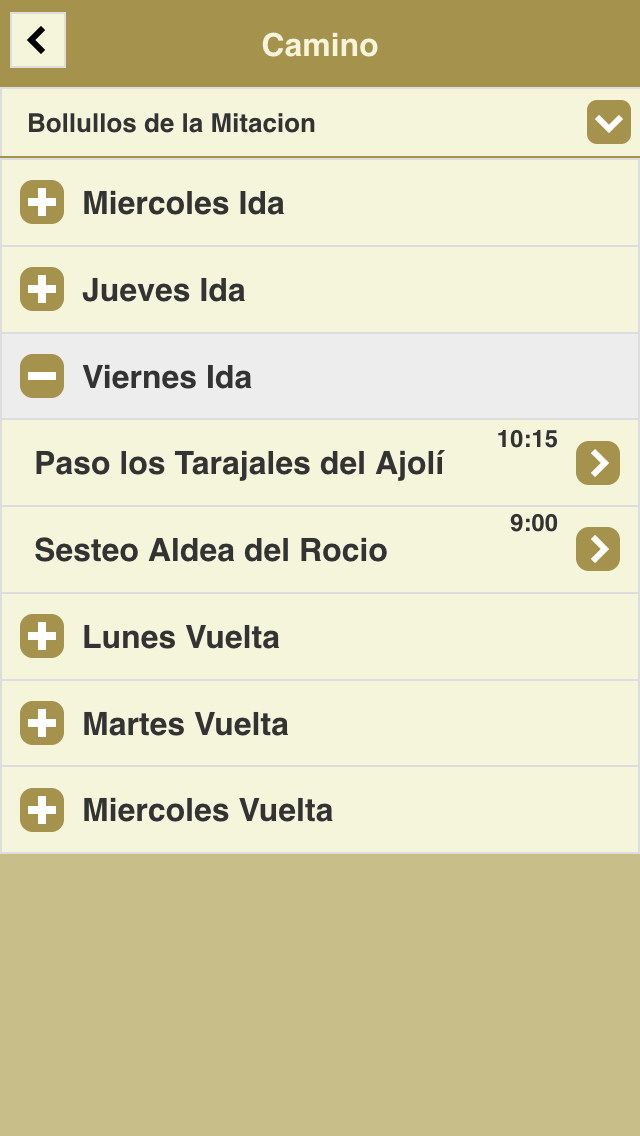 Camino
Bollullos de la Mitacion
Miercoles Ida
Jueves Ida
Viernes Ida
10:15
Paso los Tarajales del Ajolí
9:00
Sesteo Aldea del Rocio
Lunes Vuelta
Martes Vuelta
Miercoles Vuelta